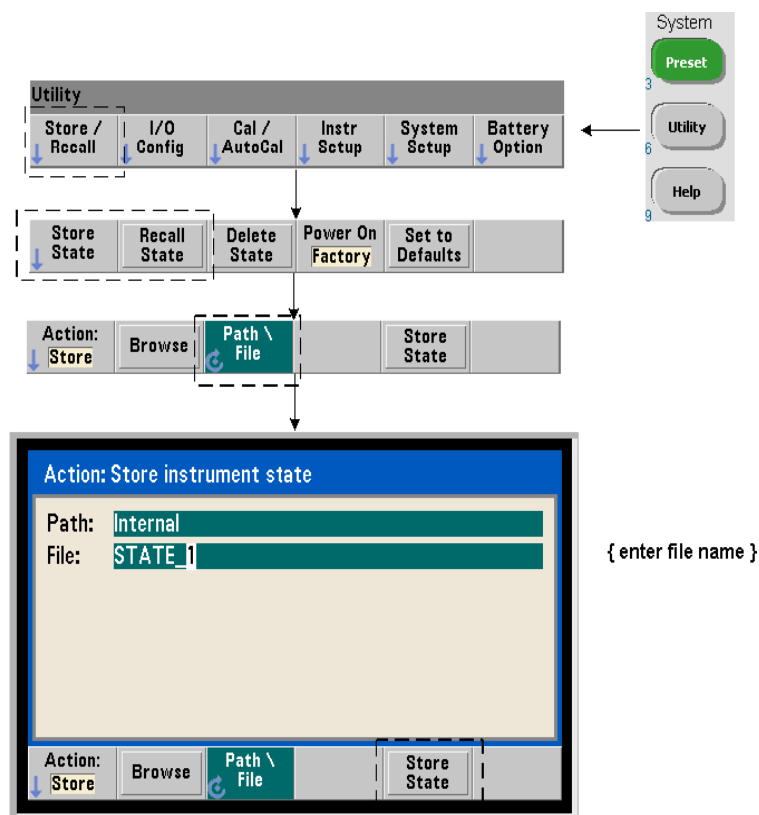 System
Preset
3
Utility
6
Help
9
Utility
Store / Recall
I/O Config
Cal / AutoCal
Instr Setup
System Setup
Battery Option
Store State
Recall State
Delete State
Power On Factory
Set to Defaults
Action: Store
Browse
Path \ File
Store State
Action: Store instrument state
Path: Internal
File: STATE_1
{ enter file name }
Action: Store
Browse
Path \ File
Store State